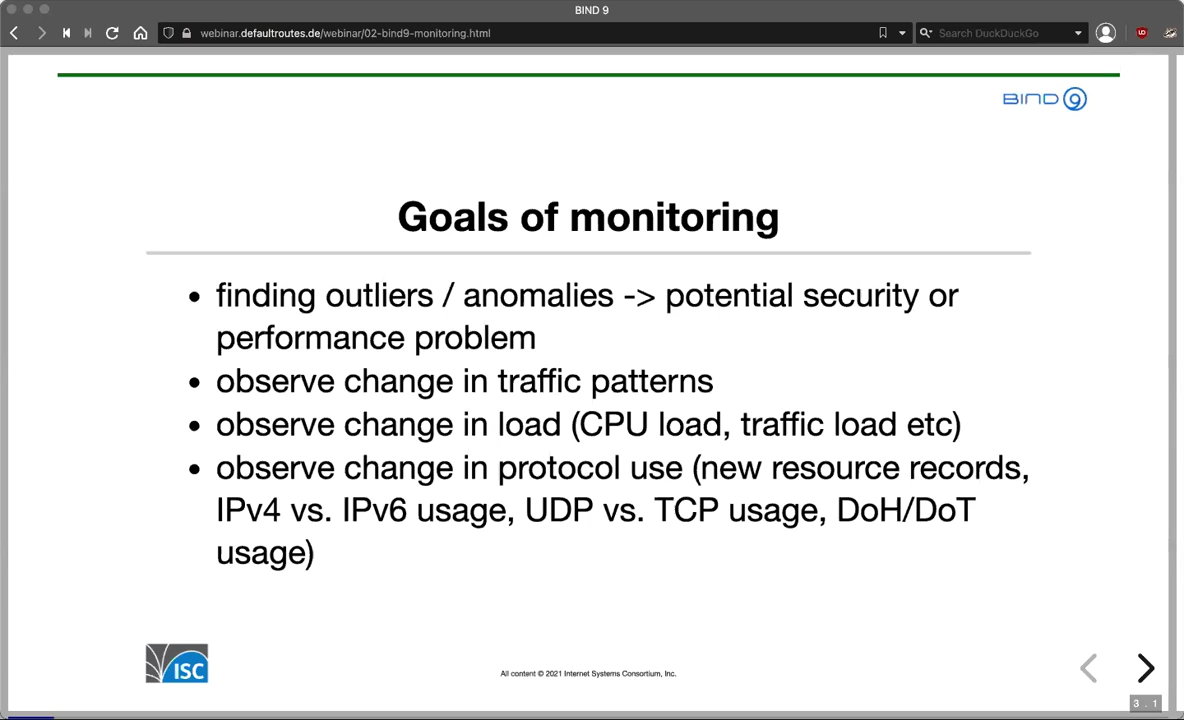 BIND 9
webinar.defaultroutes.de/webinar/02-bind9-monitoring.html
Search DuckDuckGo
BIND 9
Goals of monitoring
• finding outliers / anomalies -> potential security or
performance problem
• observe change in traffic patterns
• observe change in load (CPU load, traffic load etc)
• observe change in protocol use (new resource records,
IPv4 vs. IPv6 usage, UDP vs. TCP usage, DoH/DoT
usage)
ISC
All content © 2021 Internet Systems Consortium, Inc.
3 . 1